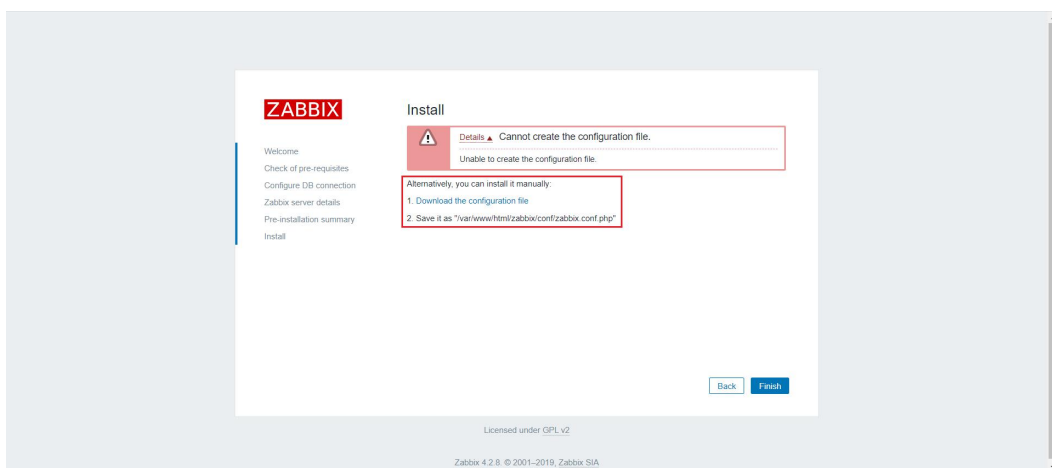 ZABBIX
Welcome
Check of pre-requisites
Configure DB connection
Zabbix server details
Pre-installation summary
Install
Install
Details Cannot create the configuration file.
Unable to create the configuration file.
Alternatively, you can install it manually:
1. Download the configuration file
2. Save it as "/var/www/html/zabbix/conf/zabbix.conf.php"
Back Finish
Licensed under GPL v2
Zabbix 4.2.8. © 2001–2019, Zabbix SIA